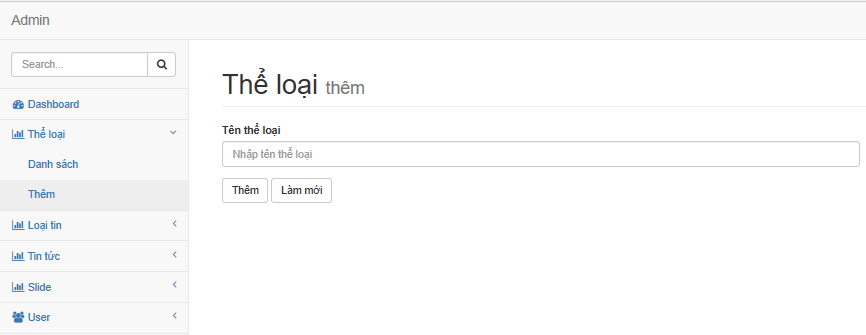 Admin
Search...
Dashboard
Thể loại
Danh sách
Thêm
Loại tin
Tin tức
Slide
User
Thể loại thêm
Tên thể loại
Nhập tên thể loại
Thêm Làm mới